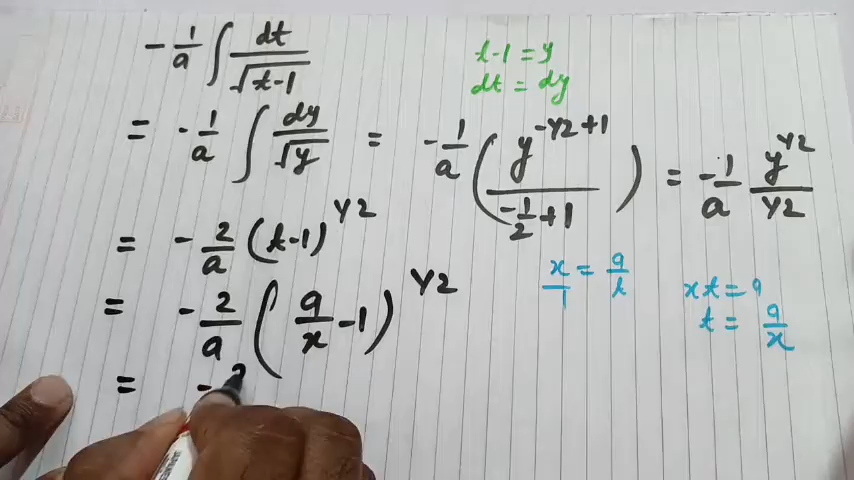 -1/a ∫ dt/√(t-1)
t-1 = y
dt = dy
= -1/a ∫ dy/√y = -1/a ( y^(-1/2+1) / (-1/2+1) ) = -1/a y^(1/2)/(1/2)
= -2/a (t-1)^(1/2)
x/1 = a/t
xt = a
t = a/x
= -2/a (a/x -1)^(1/2)
= -2